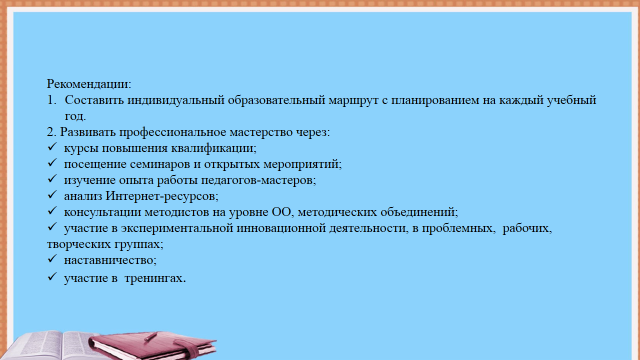 Рекомендации:
1. Составить индивидуальный образовательный маршрут с планированием на каждый учебный
год.
2. Развивать профессиональное мастерство через:
✓ курсы повышения квалификации;
✓ посещение семинаров и открытых мероприятий;
✓ изучение опыта работы педагогов-мастеров;
✓ анализ Интернет-ресурсов;
✓ консультации методистов на уровне ОО, методических объединений;
✓ участие в экспериментальной инновационной деятельности, в проблемных, рабочих,
творческих группах;
✓ наставничество;
✓ участие в тренингах.